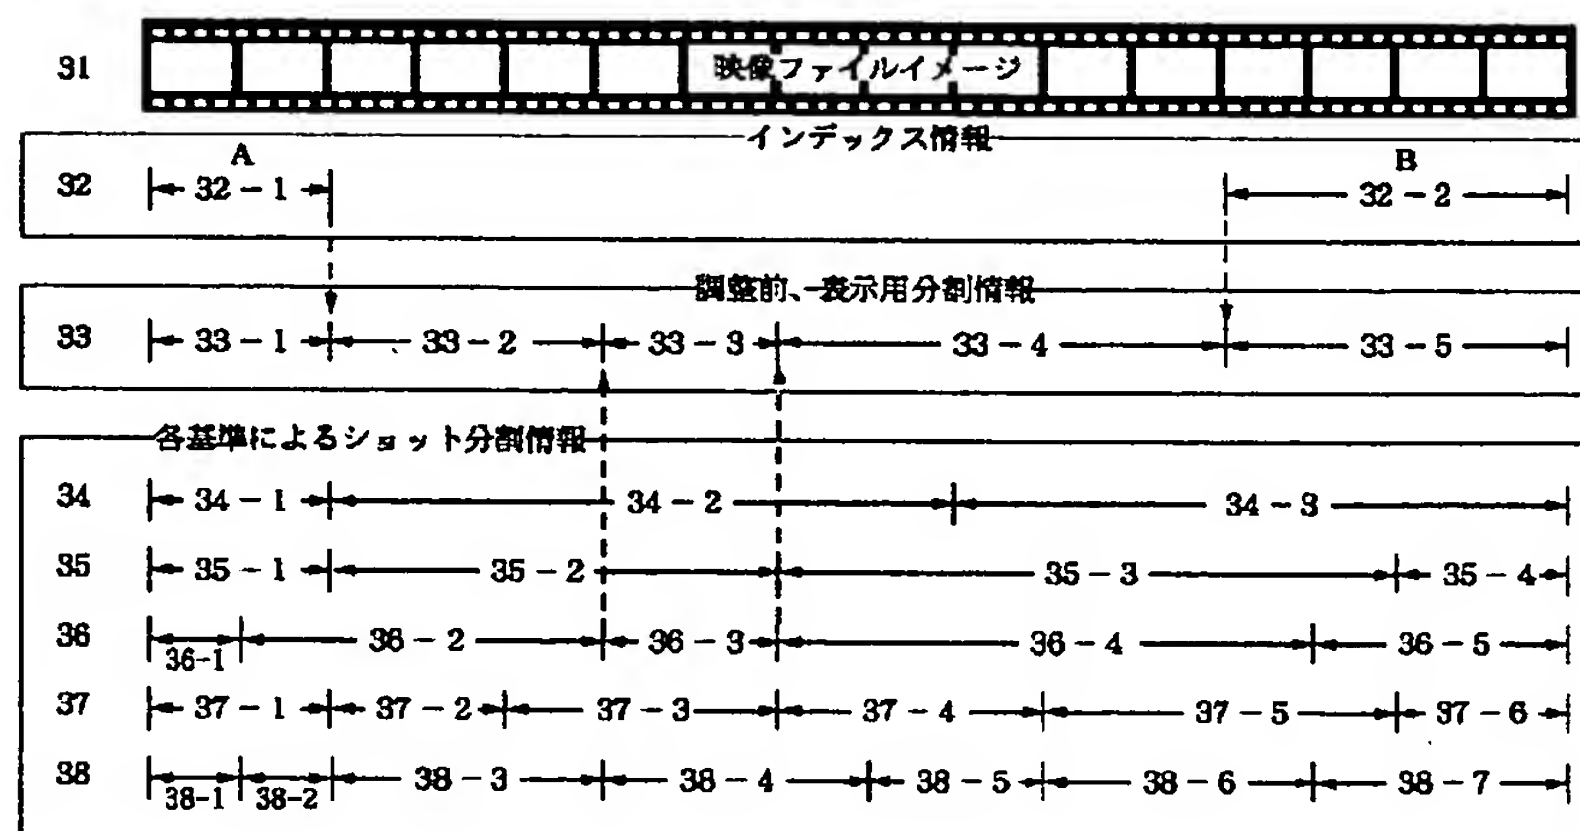 31 映像ファイルイメージ
インデックス情報
A B
32 32-1 32-2
調整前、表示用分割情報
33 33-1 33-2 33-3 33-4 33-5
各基準によるショット分割情報
34 34-1 34-2 34-3
35 35-1 35-2 35-3 35-4
36 36-1 36-2 36-3 36-4 36-5
37 37-1 37-2 37-3 37-4 37-5 37-6
38 38-1 38-2 38-3 38-4 38-5 38-6 38-7